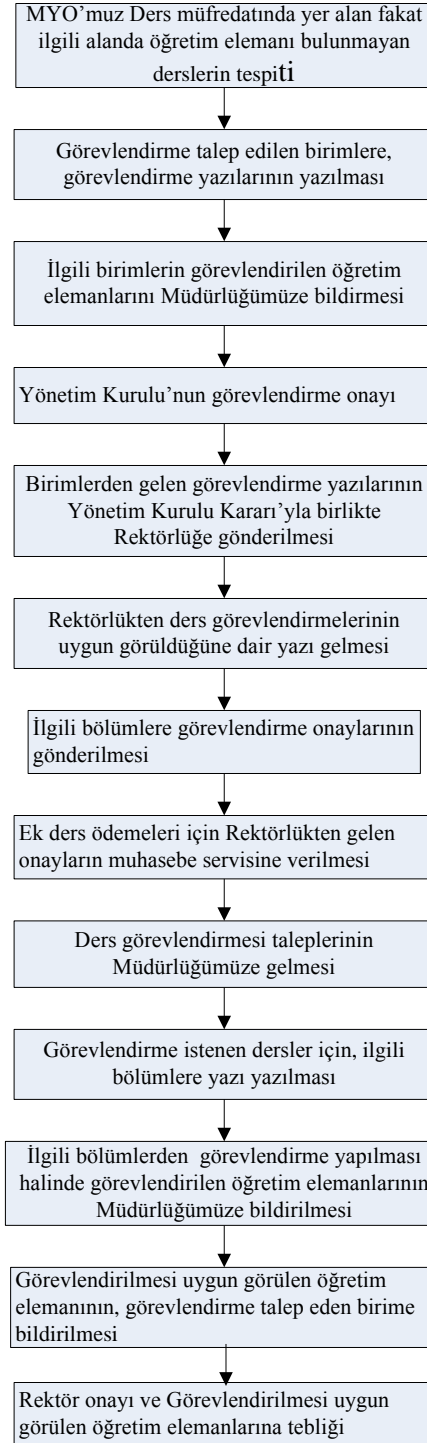 MYO’muz Ders müfredatında yer alan fakat
ilgili alanda öğretim elemanı bulunmayan
derslerin tespiti
Görevlendirme talep edilen birimlere,
görevlendirme yazılarının yazılması
İlgili birimlerin görevlendirilen öğretim
elemanlarını Müdürlüğümüze bildirmesi
Yönetim Kurulu’nun görevlendirme onayı
Birimlerden gelen görevlendirme yazılarının
Yönetim Kurulu Kararı’yla birlikte
Rektörlüğe gönderilmesi
Rektörlükten ders görevlendirmelerinin
uygun görüldüğüne dair yazı gelmesi
İlgili bölümlere görevlendirme onaylarının
gönderilmesi
Ek ders ödemeleri için Rektörlükten gelen
onayların muhasebe servisine verilmesi
Ders görevlendirmesi taleplerinin
Müdürlüğümüze gelmesi
Görevlendirme istenen dersler için, ilgili
bölümlere yazı yazılması
İlgili bölümlerden görevlendirme yapılması
halinde görevlendirilen öğretim elemanlarının
Müdürlüğümüze bildirilmesi
Görevlendirilmesi uygun görülen öğretim
elemanının, görevlendirme talep eden birime
bildirilmesi
Rektör onayı ve Görevlendirilmesi uygun
görülen öğretim elemanlarına tebliği